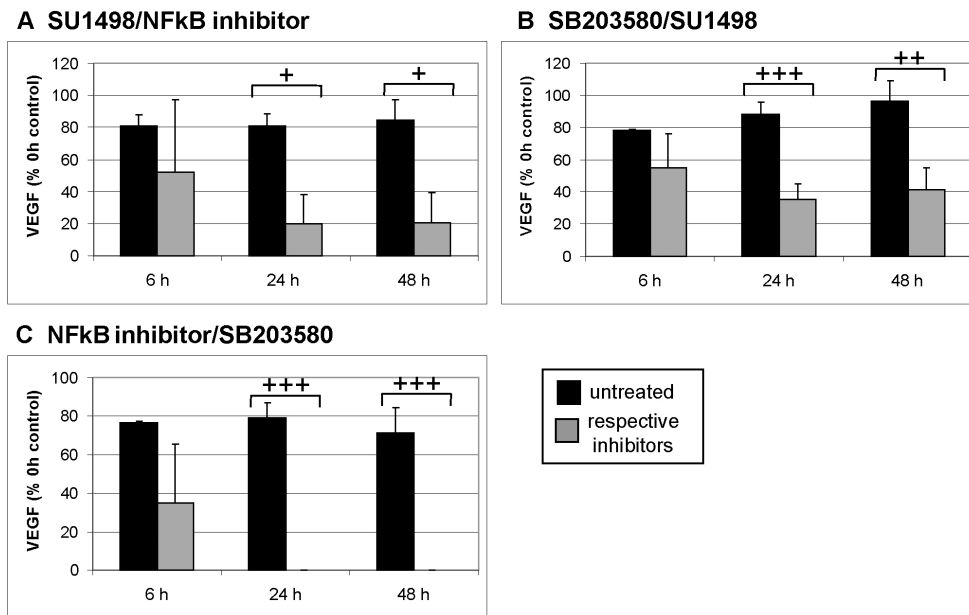 A SU1498/NFkB inhibitor
VEGF (% 0h control)
120
100
80
60
40
20
0
+
+
6 h
24 h
48 h
B SB203580/SU1498
VEGF (% 0h control)
120
100
80
60
40
20
0
+++
++
6 h
24 h
48 h
C NFkB inhibitor/SB203580
VEGF (% 0h control)
100
80
60
40
20
0
+++
+++
6 h
24 h
48 h
untreated
respective
inhibitors